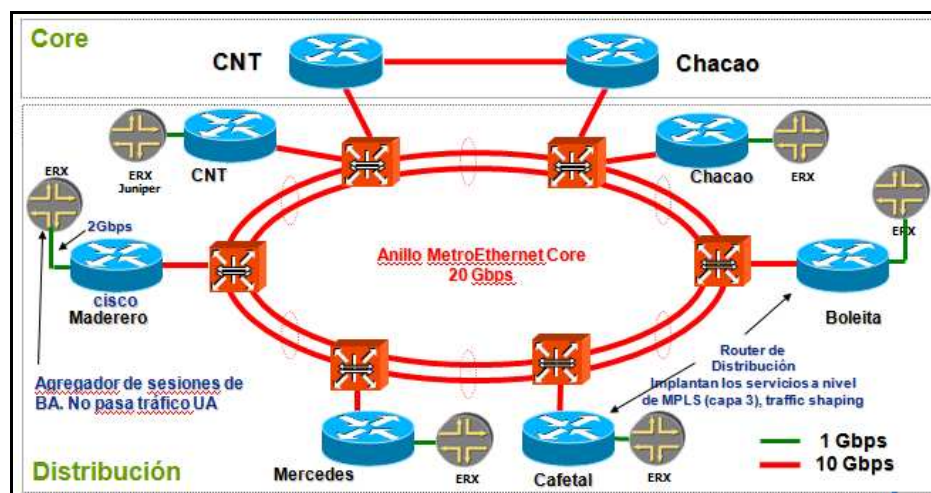 Core
CNT
Chacao
ERX
ERX
Juniper
CNT
Chacao
ERX
ERX
2Gbps
cisco
Maderero
Anillo MetroEthernet Core
20 Gbps
Boleita
Agregador de sesiones de
BA. No pasa tráfico UA
Router de
Distribución
Implantan los servicios a nivel
de MPLS (capa 3), traffic shaping
Mercedes
ERX
Cafetal
ERX
1 Gbps
10 Gbps
Distribución